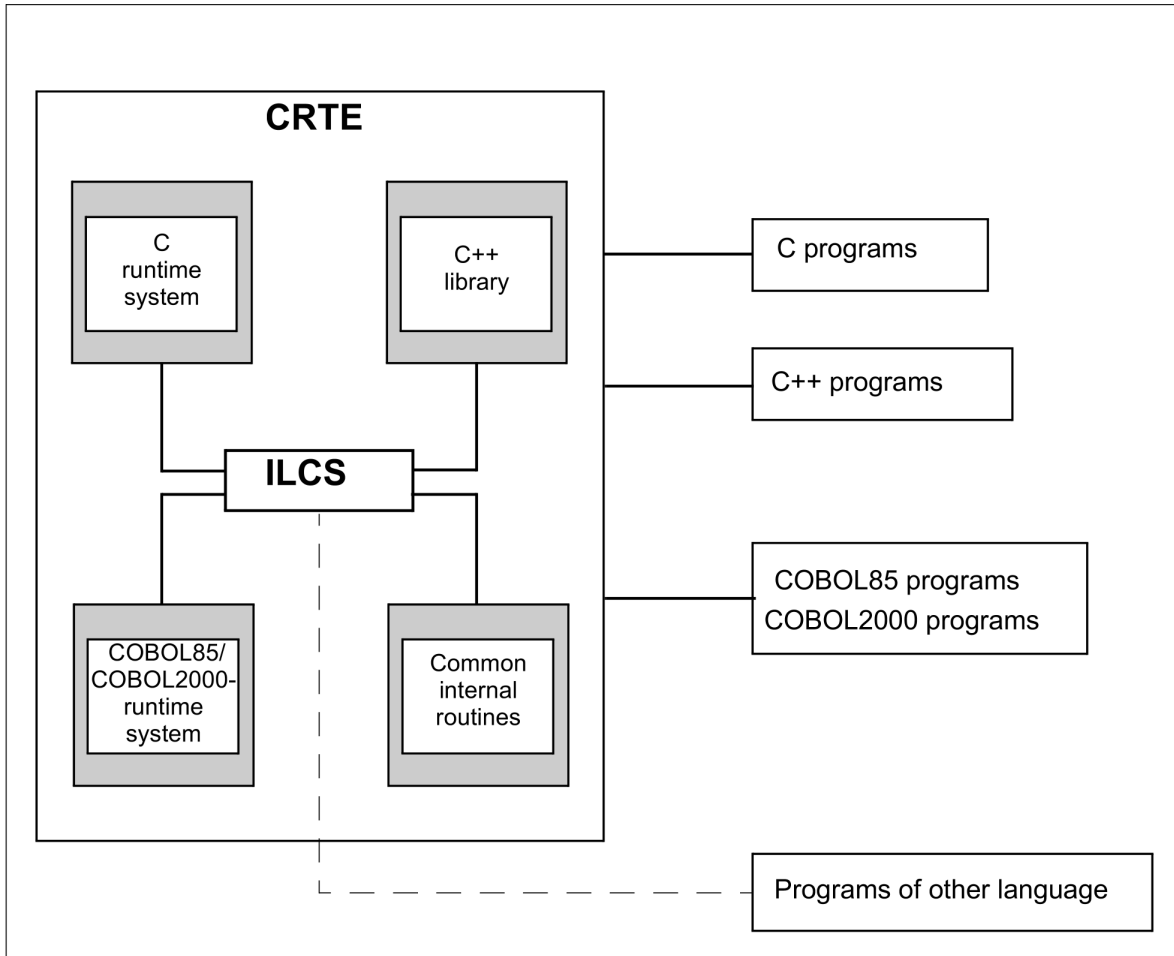 CRTE
C
runtime
system
C++
library
ILCS
COBOL85/
COBOL2000-
runtime
system
Common
internal
routines
C programs
C++ programs
COBOL85 programs
COBOL2000 programs
Programs of other language